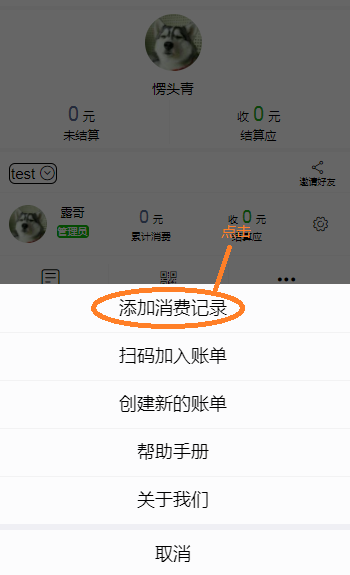 愣头青
0 元 收 0 元
未结算 结算应
test 邀请好友
露哥 0 元 收 0 元
管理员 累计消费 结算应
点击
添加消费记录
扫码加入账单
创建新的账单
帮助手册
关于我们
取消